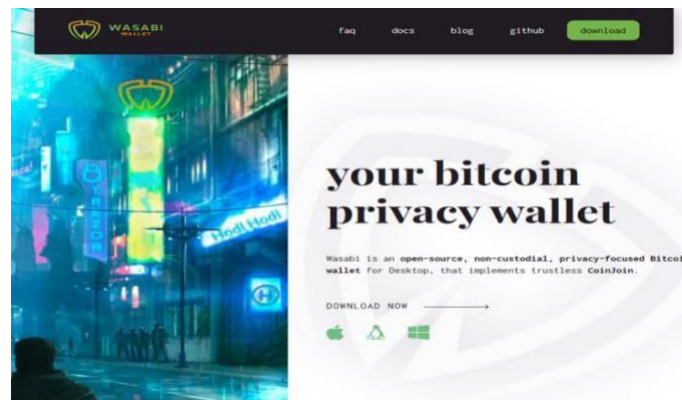 WASABI
WALLET
faq docs blog github download
TREZOR
Hodl Hodl
your bitcoin
privacy wallet
Wasabi is an open-source, non-custodial, privacy-focused Bitcoi
wallet for Desktop, that implements trustless CoinJoin.
DOWNLOAD NOW